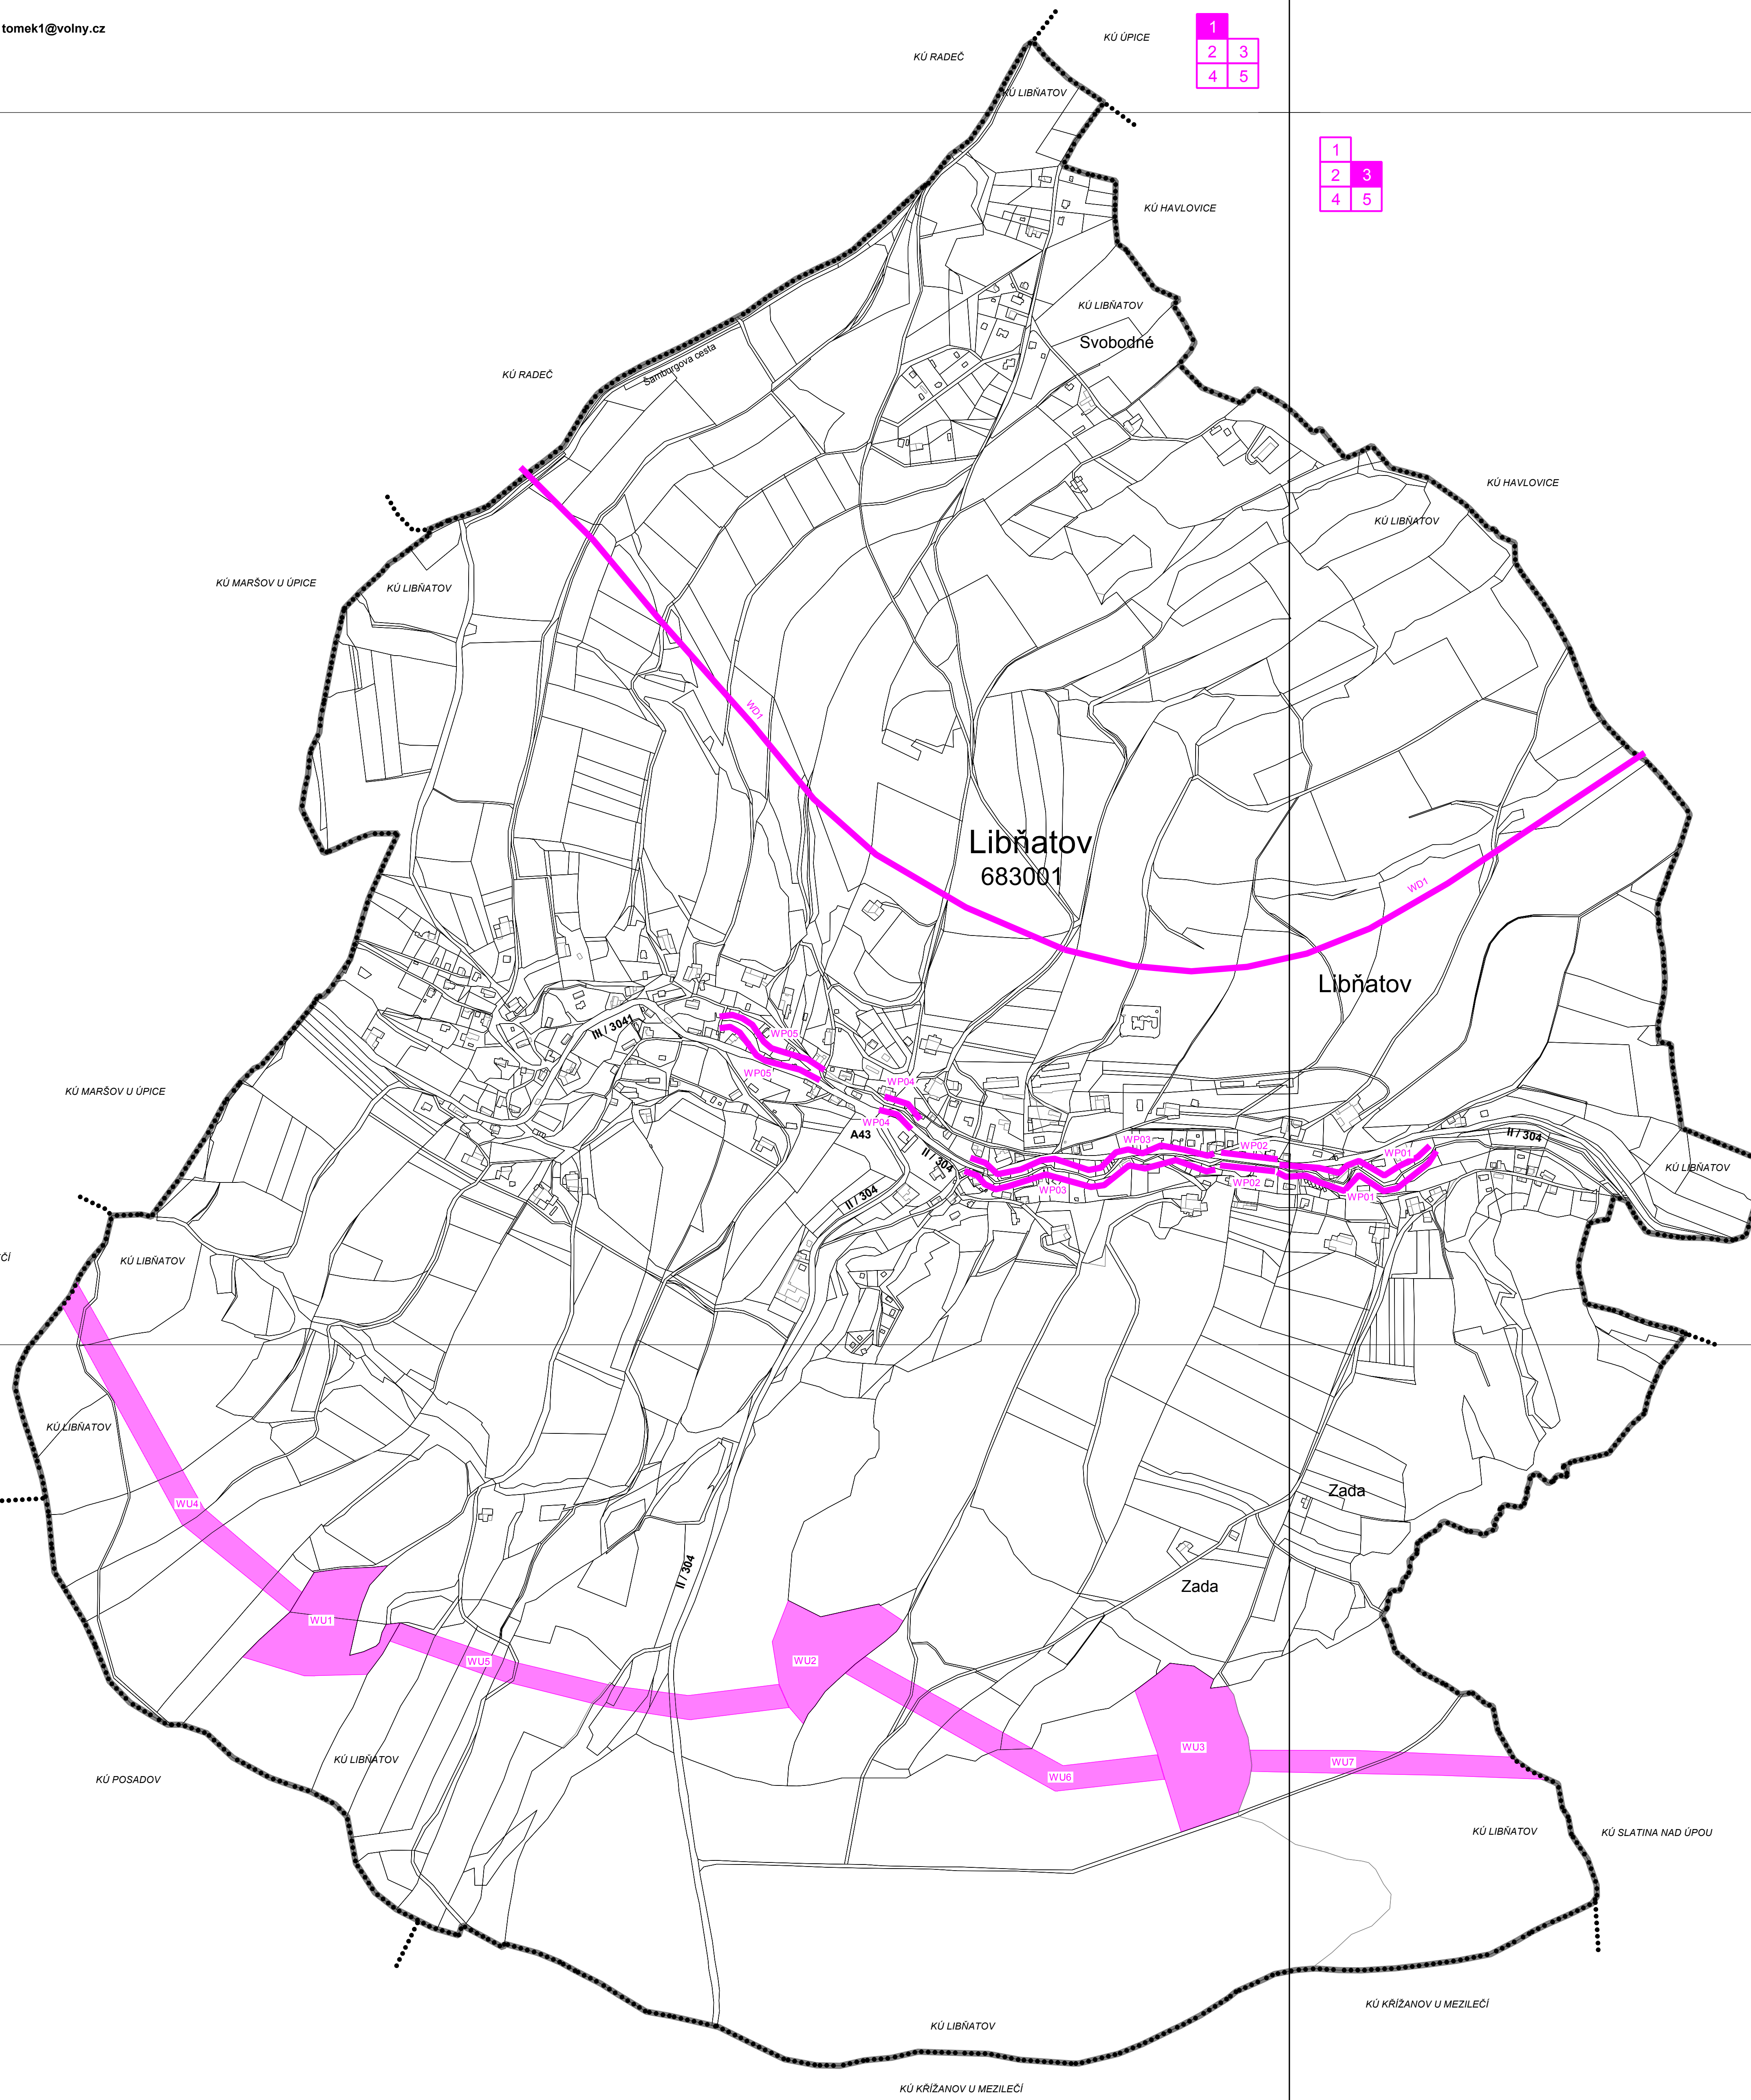 tomek1@volny.cz
1
2 3
4 5
KÚ ÚPICE
KÚ RADEČ
KÚ LIBŇATOV
1
2 3
4 5
KÚ HAVLOVICE
KÚ LIBŇATOV
Svobodné
Šamburgova cesta
KÚ RADEČ
KÚ HAVLOVICE
KÚ LIBŇATOV
KÚ MARŠOV U ÚPICE
KÚ LIBŇATOV
WD1
Libňatov
683001
WD1
Libňatov
III / 3041
WP05
WP05
WP04
WP04
A43
KÚ MARŠOV U ÚPICE
II / 304
II / 304
WP03
WP03
WP02
WP02
WP01
WP01
II / 304
KÚ LIBŇATOV
ČÍ
KÚ LIBŇATOV
KÚ LIBŇATOV
WU4
Zada
Zada
II / 304
WU1
WU5
WU2
WU3
WU6
WU7
KÚ LIBŇATOV
KÚ POSADOV
KÚ LIBŇATOV
KÚ SLATINA NAD ÚPOU
KÚ KŘÍŽANOV U MEZILEČÍ
KÚ LIBŇATOV
KÚ KŘÍŽANOV U MEZILEČÍ